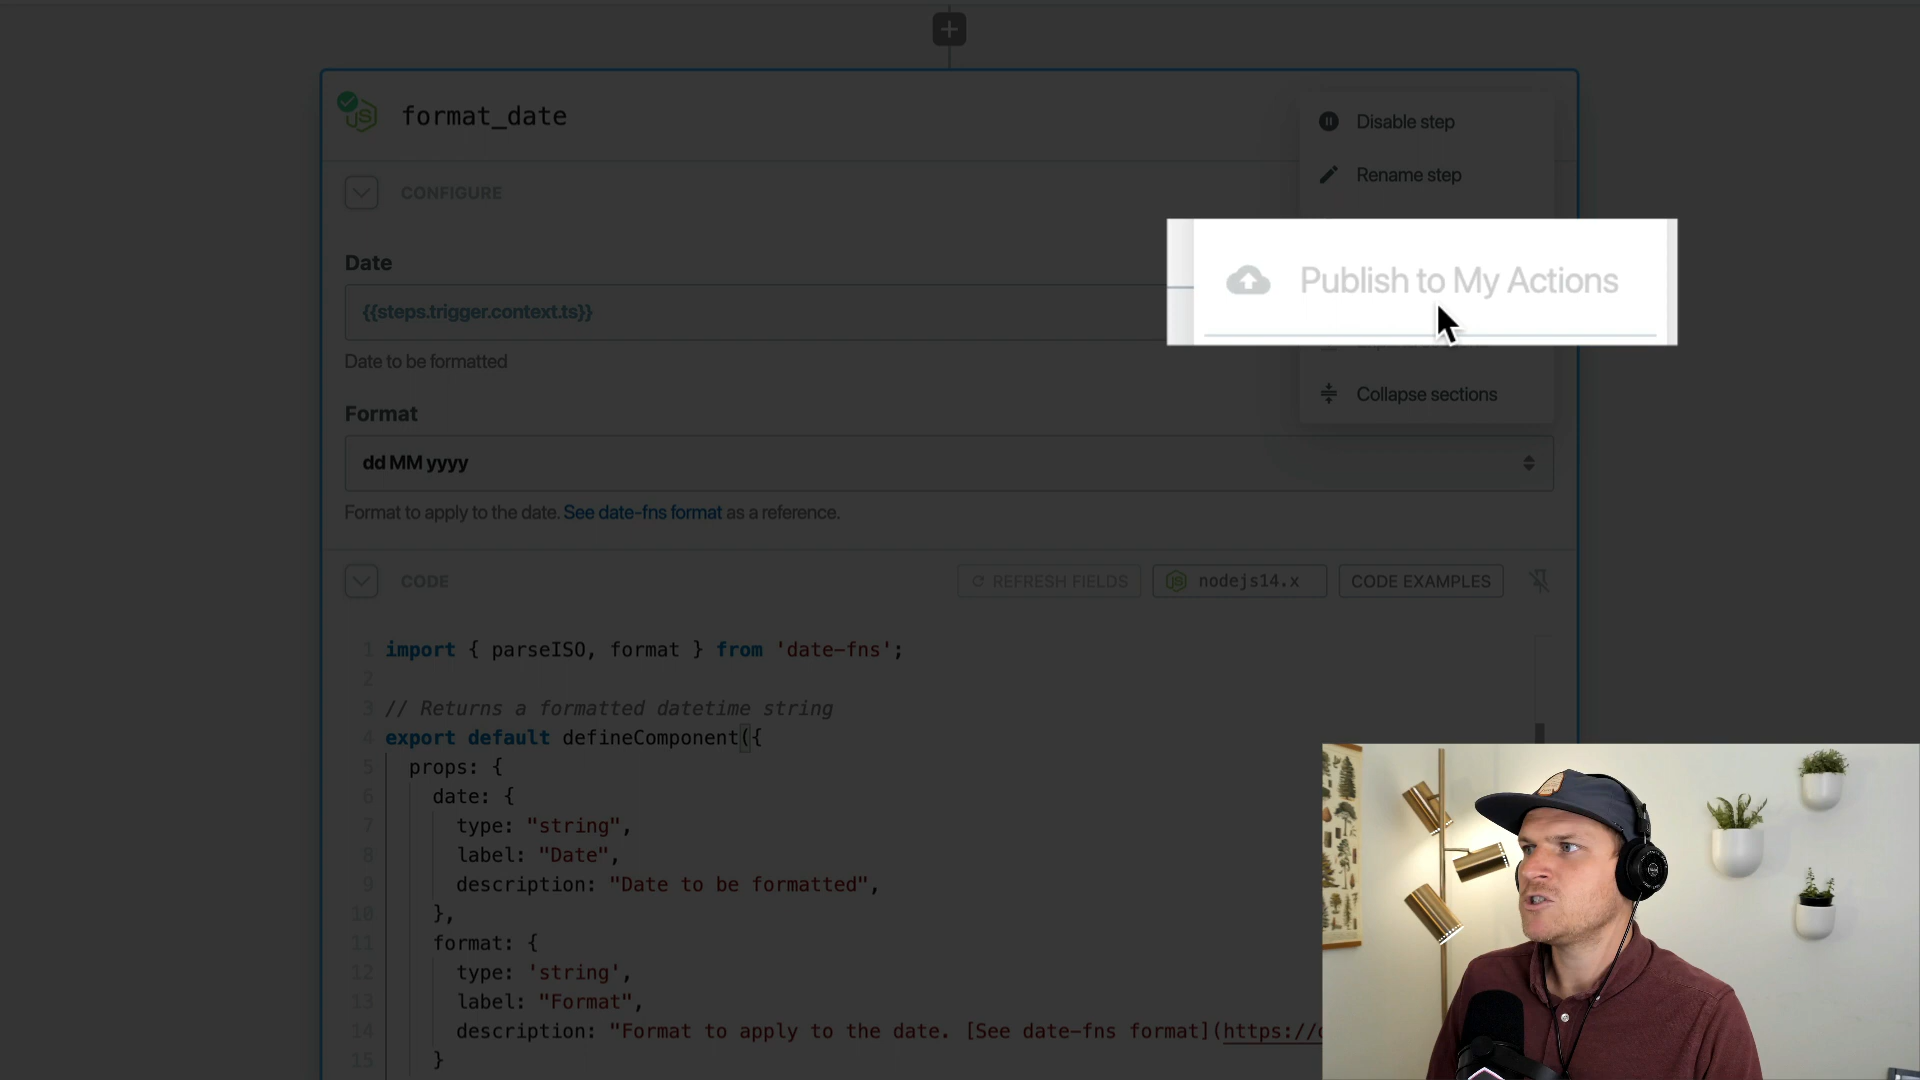 format_date
Disable step
Rename step
CONFIGURE
Publish to My Actions
Date
{{steps.trigger.context.ts}}
Date to be formatted
Collapse sections
Format
dd MM yyyy
Format to apply to the date. See date-fns format as a reference.
CODE
REFRESH FIELDS
nodejs14.x
CODE EXAMPLES
1 import { parseISO, format } from 'date-fns';
2
3 // Returns a formatted datetime string
4 export default defineComponent({
5 props: {
6 date: {
7 type: "string",
8 label: "Date",
9 description: "Date to be formatted",
10 },
11 format: {
12 type: 'string',
13 label: "Format",
14 description: "Format to apply to the date. [See date-fns format](https://
15 }